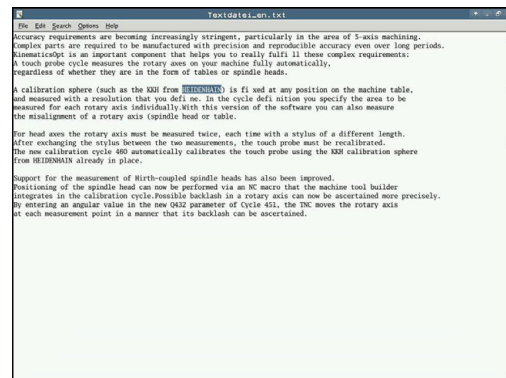 Textdatei_en.txt
File Edit Search Options Help
Accuracy requirements are becoming increasingly stringent, particularly in the area of 5-axis machining.
Complex parts are required to be manufactured with precision and reproducible accuracy even over long periods.
KinematicsOpt is an important component that helps you to really fulfi ll these complex requirements:
A touch probe cycle measures the rotary axes on your machine fully automatically,
regardless of whether they are in the form of tables or spindle heads.
A calibration sphere (such as the KKH from HEIDENHAIN) is fi xed at any position on the machine table,
and measured with a resolution that you defi ne. In the cycle defi nition you specify the area to be
measured for each rotary axis individually.With this version of the software you can also measure
the misalignment of a rotary axis (spindle head or table.
For head axes the rotary axis must be measured twice, each time with a stylus of a different length.
After exchanging the stylus between the two measurements, the touch probe must be recalibrated.
The new calibration cycle 460 automatically calibrates the touch probe using the KKH calibration sphere
from HEIDENHAIN already in place.
Support for the measurement of Hirth-coupled spindle heads has also been improved.
Positioning of the spindle head can now be performed via an NC macro that the machine tool builder
integrates in the calibration cycle.Possible backlash in a rotary axis can now be ascertained more precisely.
By entering an angular value in the new Q432 parameter of Cycle 451, the TNC moves the rotary axis
at each measurement point in a manner that its backlash can be ascertained.